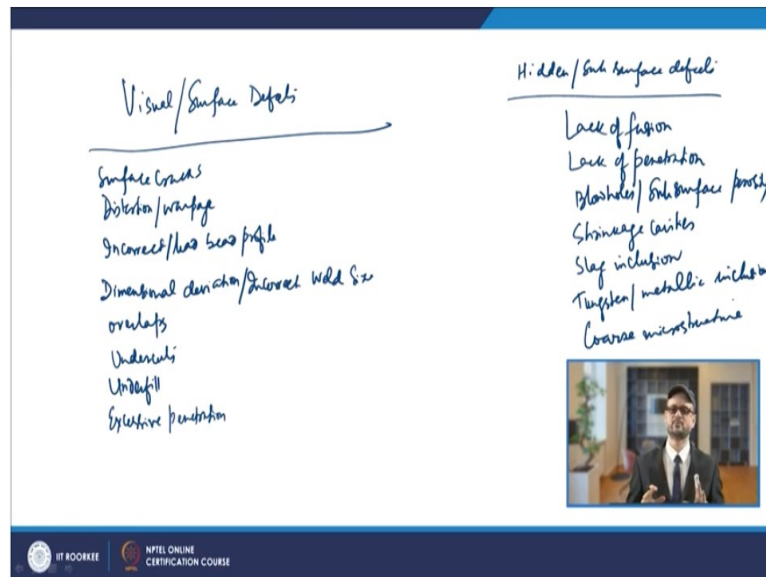 Visual/Surface Defects
Surface Cracks
Distortion/warpage
Incorrect/bad bead profile
Dimensional deviation/Incorrect Weld Size
overlaps
Undercuts
Underfill
Excessive penetration
Hidden/Sub surface defects
Lack of fusion
Lack of penetration
Blowholes/Subsurface porosity
Shrinkage cavities
Slag inclusion
Tungsten/metallic inclusion
Coarse microstructure
IIT ROORKEE
NPTEL ONLINE
CERTIFICATION COURSE